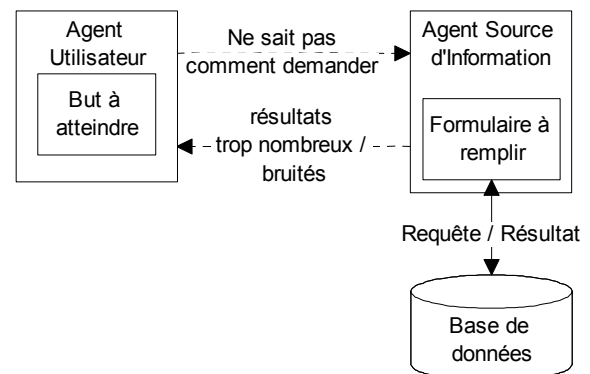 Agent
Utilisateur
But à
atteindre
Ne sait pas
comment demander
résultats
trop nombreux /
bruités
Agent Source
d'Information
Formulaire à
remplir
Requête / Résultat
Base de
données